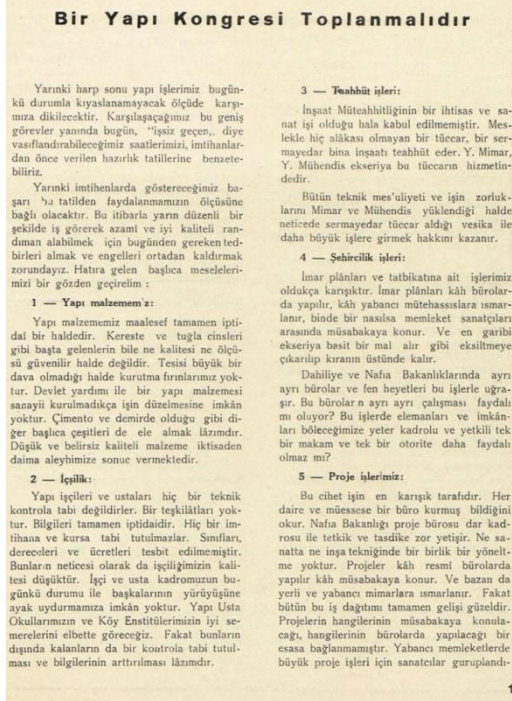 Bir Yapı Kongresi Toplanmalıdır
Yarınki harp sonu yapı işlerimiz bugün-
kü durumla kıyaslanamayacak ölçüde karşı-
mıza dikilecektir. Karşılaşacağımız bu geniş
görevler yanında bugün, "işsiz geçen,, diye
vasıflandırabileceğimiz saatlerimizi, imtihanlar-
dan önce verilen hazırlık tatillerine benzete-
biliriz.
Yarınki imtihenlarda göstereceğimiz ba-
şarı bu tatilden faydalanmamızın ölçüsüne
bağlı olacaktır. Bu itibarla yarın düzenli bir
şekilde iş görerek azami ve iyi kaliteli ran-
dıman alabilmek için bugünden gereken ted-
birleri almak ve engelleri ortadan kaldırmak
zorundayız. Hatıra gelen başlıca meseleleri-
mizi bir gözden geçirelim :
1 — Yapı malzememiz:
Yapı malzememiz maalesef tamamen ipti-
daî bir haldedir. Kereste ve tuğla cinsleri
gibi başta gelenlerin bile ne kalitesi ne ölçü-
sü güvenilir halde değildir. Tesisi büyük bir
dava olmadığı halde kurutma fırınlarımız yok-
tur. Devlet yardımı ile bir yapı malzemesi
sanayii kurulmadıkça işin düzelmesine imkân
yoktur. Çimento ve demirde olduğu gibi di-
ğer başlıca çeşitleri de ele almak lâzımdır.
Düşük ve belirsiz kaliteli malzeme iktisaden
daima aleyhimize sonuc vermektedir.
2 — İşçilik:
Yapı işçileri ve ustaları hiç bir teknik
kontrola tabi değildirler. Bir teşkilâtları yok-
tur. Bilgileri tamamen iptidaidir. Hiç bir im-
tihana ve kursa tabi tutulmazlar. Sınıfları,
dereceleri ve ücretleri tesbit edilmemiştir.
Bunların neticesi olarak da işçiliğimizin kali-
tesi düşüktür. İşçi ve usta kadromuzun bu-
günkü durumu ile başkalarının yürüyüşüne
ayak uydurmamıza imkân yoktur. Yapı Usta
Okullarımızın ve Köy Enstitülerimizin iyi se-
merelerini elbette göreceğiz. Fakat bunların
dışında kalanların da bir kontrola tabi tutul-
ması ve bilgilerinin arttırılması lâzımdır.
3 — Teahhüt işleri:
İnşaat Müteahhitliğinin bir ihtisas ve sa-
nat işi olduğu hala kabul edilmemiştir. Mes-
lekle hiç alâkası olmayan bir tüccar, bir ser-
mayedar bina inşaatı teahhüt eder. Y. Mimar,
Y. Mühendis ekseriya bu tüccarın hizmetin-
dedir.
Bütün teknik mes'uliyeti ve işin zorluk-
larını Mimar ve Mühendis yüklendiği halde
neticede sermayedar tüccar aldığı vesika ile
daha büyük işlere girmek hakkını kazanır.
4 — Şehircilik işleri:
İmar plânları ve tatbikatına ait işlerimiz
oldukça karışıktır. İmar plânları kâh bürolar-
da yapılır, kâh yabancı mütehassıslara ısmar-
lanır, binde bir nasılsa memleket sanatçıları
arasında müsabakaya konur. Ve en garibi
ekseriya basit bir mal alır gibi eksiltmeye
çıkarılıp kıranın üstünde kalır.
Dahiliye ve Nafıa Bakanlıklarında ayrı
ayrı bürolar ve fen heyetleri bu işlerle uğra-
şır. Bu bürolar n ayrı ayrı çalışması faydalı
mı oluyor? Bu işlerde elemanları ve imkân-
ları böleceğimize yeter kadrolu ve yetkili tek
bir makam ve tek bir otorite daha faydalı
olmaz mı?
5 — Proje işlerimiz:
Bu cihet işin en karışık tarafıdır. Her
daire ve müessese bir büro kurmuş bildiğini
okur. Nafıa Bakanlığı proje bürosu dar kad-
rosu ile tetkik ve tasdike zor yetişir. Ne sa-
natta ne inşa tekniğinde bir birlik bir yönelt-
me yoktur. Projeler kâh resmî bürolarda
yapılır kâh müsabakaya konur. Ve bazan da
yerli ve yabancı mimarlara ısmarlanır. Fakat
bütün bu iş dağıtımı tamamen gelişi güzeldir.
Projelerin hangilerinin müsabakaya konula-
cağı, hangilerinin bürolarda yapılacağı bir
esasa bağlanmamıştır. Yabancı memleketlerde
büyük proje işleri için sanatcılar guruplandı-
1